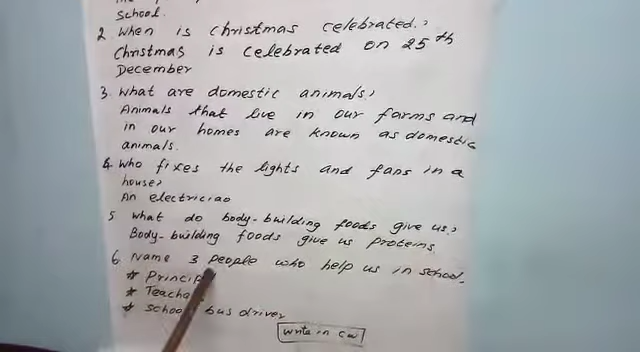 School.
2. When is christmas celebrated?
Christmas is celebrated on 25th
December
3. What are domestic animals?
Animals that live in our farms and
in our homes are known as domestic
animals.
4. Who fixes the lights and fans in a
house?
An electrician
5. What do body-building foods give us?
Body-building foods give us proteins
6. Name 3 people who help us in school.
* Princip
* Teache
* School bus driver
write in cw